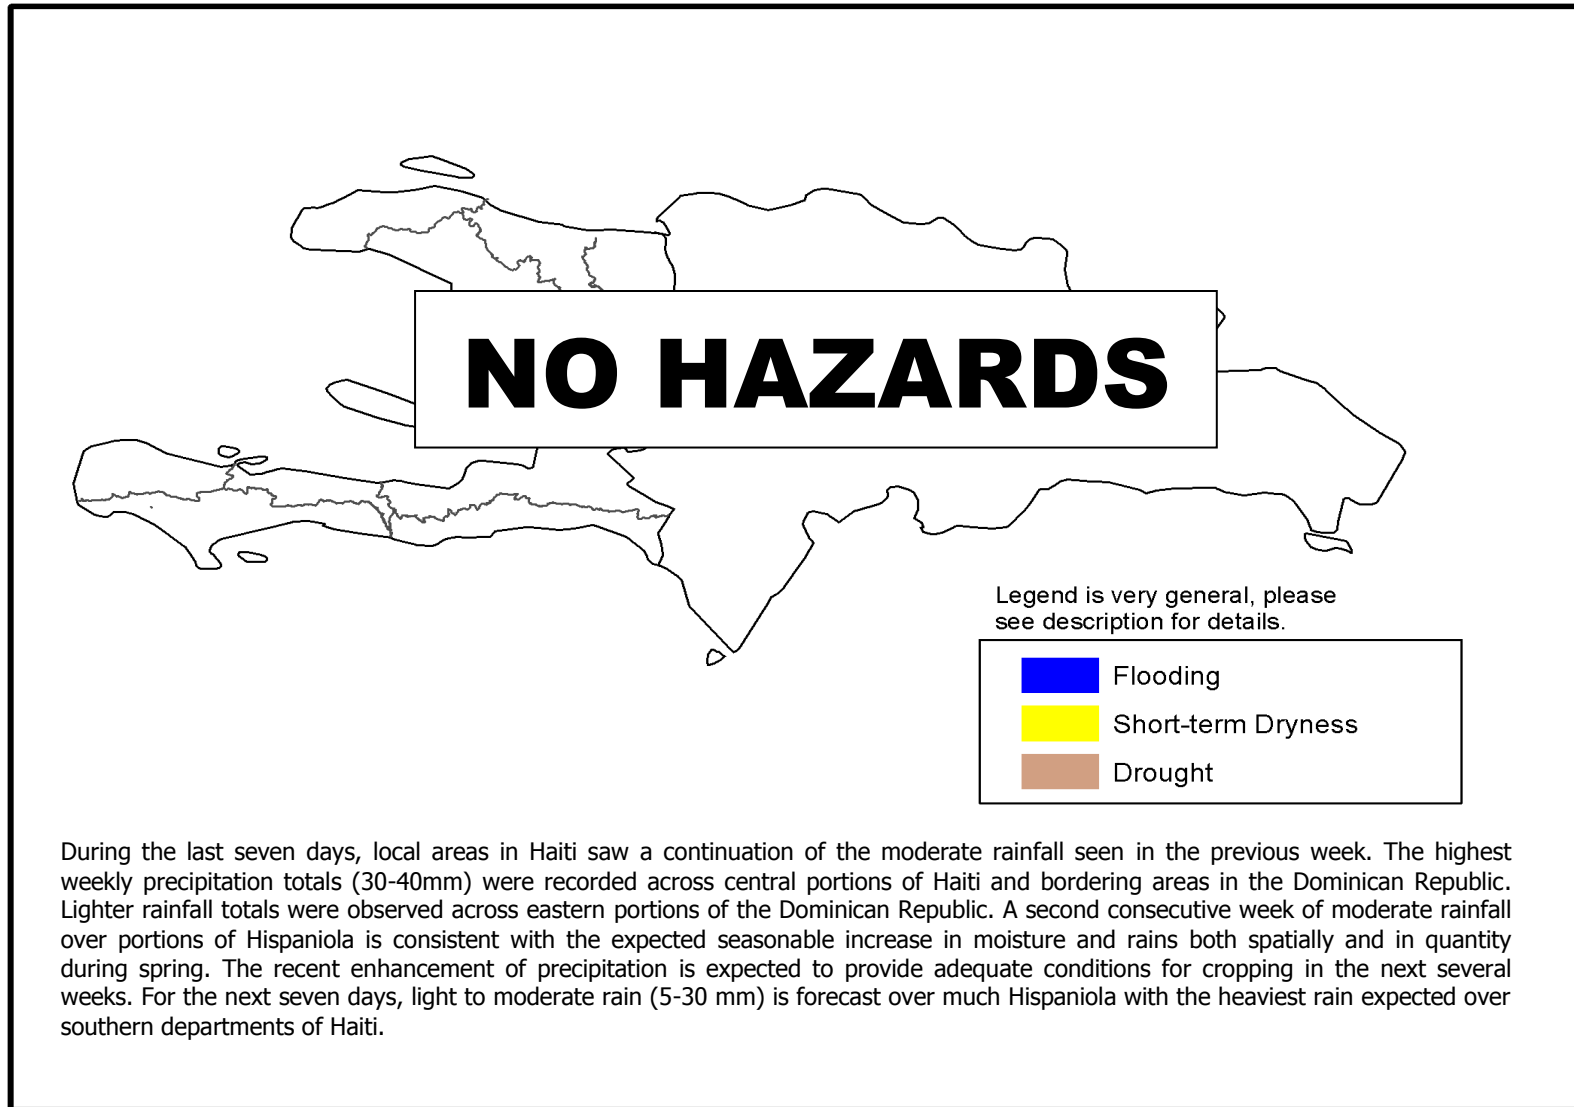 NO HAZARDS
Legend is very general, please
see description for details.
Flooding
Short-term Dryness
Drought
During the last seven days, local areas in Haiti saw a continuation of the moderate rainfall seen in the previous week. The highest
weekly precipitation totals (30-40mm) were recorded across central portions of Haiti and bordering areas in the Dominican Republic.
Lighter rainfall totals were observed across eastern portions of the Dominican Republic. A second consecutive week of moderate rainfall
over portions of Hispaniola is consistent with the expected seasonable increase in moisture and rains both spatially and in quantity
during spring. The recent enhancement of precipitation is expected to provide adequate conditions for cropping in the next several
weeks. For the next seven days, light to moderate rain (5-30 mm) is forecast over much Hispaniola with the heaviest rain expected over
southern departments of Haiti.